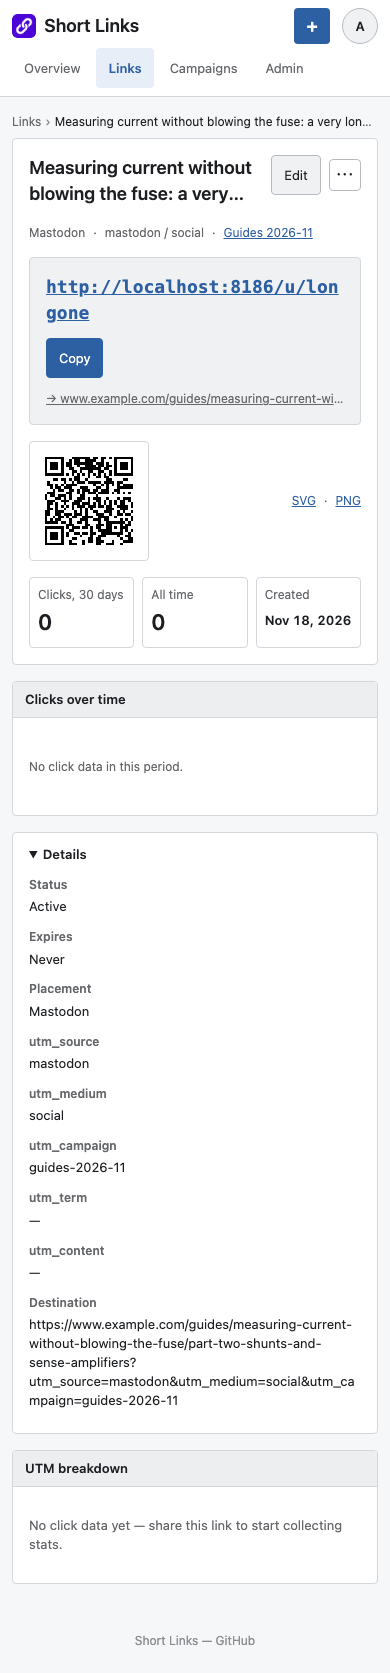 Short Links
+
A
Overview
Links
Campaigns
Admin
Links › Measuring current without blowing the fuse: a very lon...
Measuring current without
blowing the fuse: a very...
Edit
...
Mastodon · mastodon / social · Guides 2026-11
http://localhost:8186/u/lon
gone
Copy
→ www.example.com/guides/measuring-current-wi...
SVG · PNG
Clicks, 30 days
0
All time
0
Created
Nov 18, 2026
Clicks over time
No click data in this period.
▼ Details
Status
Active
Expires
Never
Placement
Mastodon
utm_source
mastodon
utm_medium
social
utm_campaign
guides-2026-11
utm_term
—
utm_content
—
Destination
https://www.example.com/guides/measuring-current-
without-blowing-the-fuse/part-two-shunts-and-
sense-amplifiers?
utm_source=mastodon&utm_medium=social&utm_ca
mpaign=guides-2026-11
UTM breakdown
No click data yet — share this link to start collecting
stats.
Short Links — GitHub